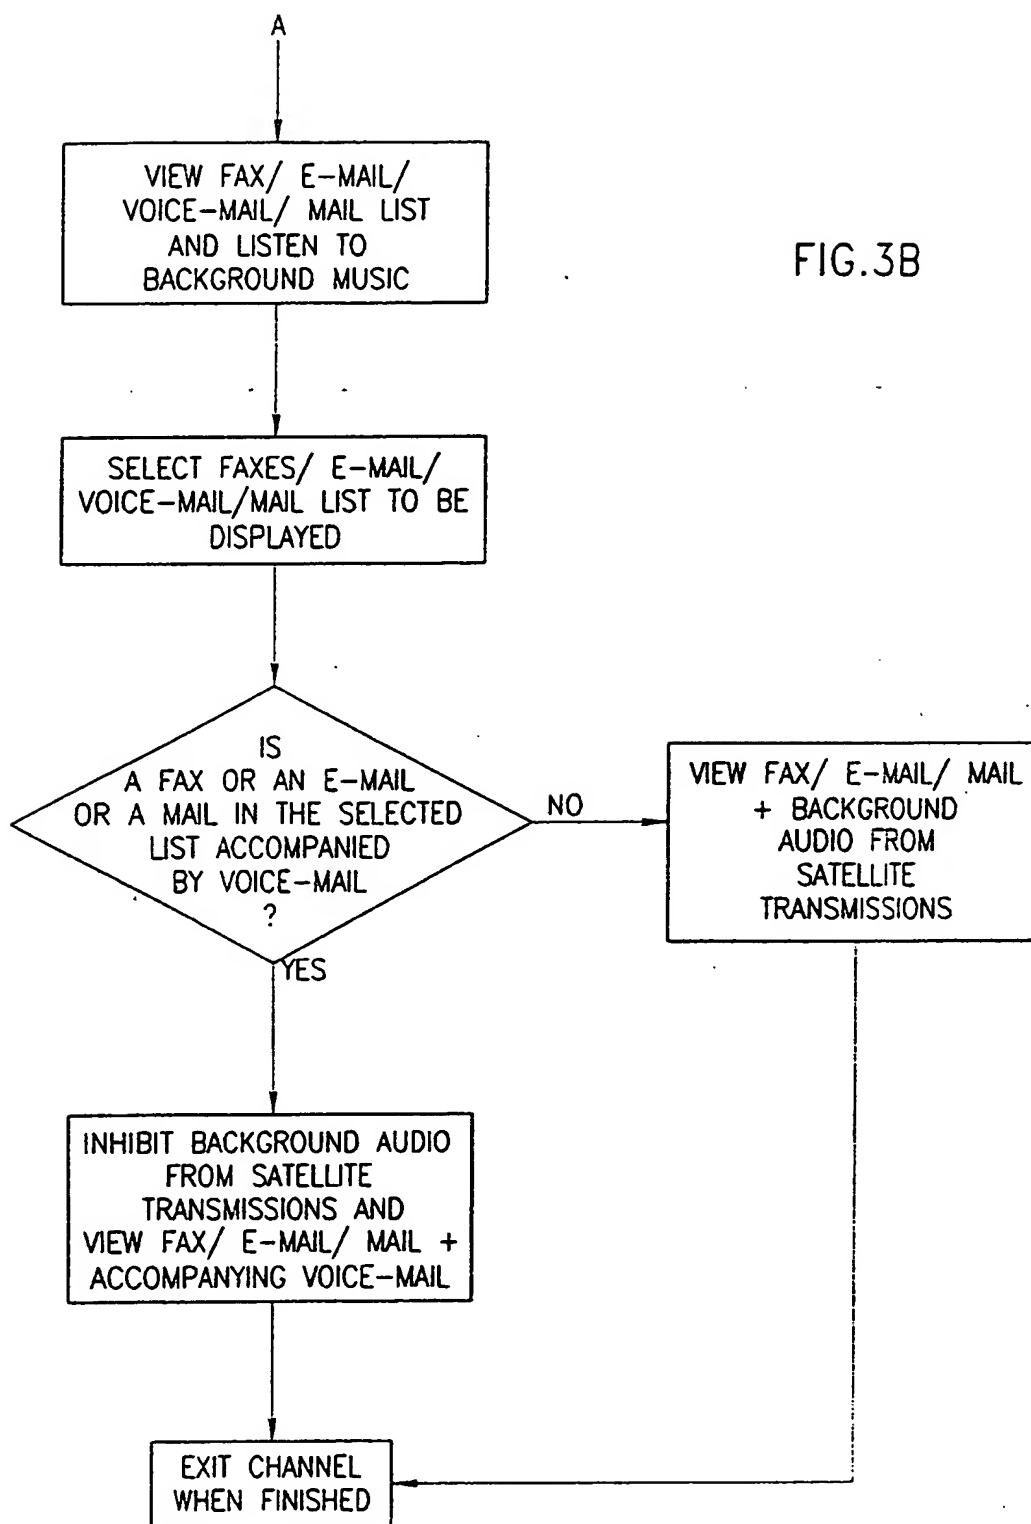 A
VIEW FAX/ E-MAIL/
VOICE-MAIL/ MAIL LIST
AND LISTEN TO
BACKGROUND MUSIC
FIG.3B
SELECT FAXES/ E-MAIL/
VOICE-MAIL/MAIL LIST TO BE
DISPLAYED
IS
A FAX OR AN E-MAIL
OR A MAIL IN THE SELECTED
LIST ACCOMPANIED
BY VOICE-MAIL
?
NO
VIEW FAX/ E-MAIL/ MAIL
+ BACKGROUND
AUDIO FROM
SATELLITE
TRANSMISSIONS
YES
INHIBIT BACKGROUND AUDIO
FROM SATELLITE
TRANSMISSIONS AND
VIEW FAX/ E-MAIL/ MAIL +
ACCOMPANYING VOICE-MAIL
EXIT CHANNEL
WHEN FINISHED